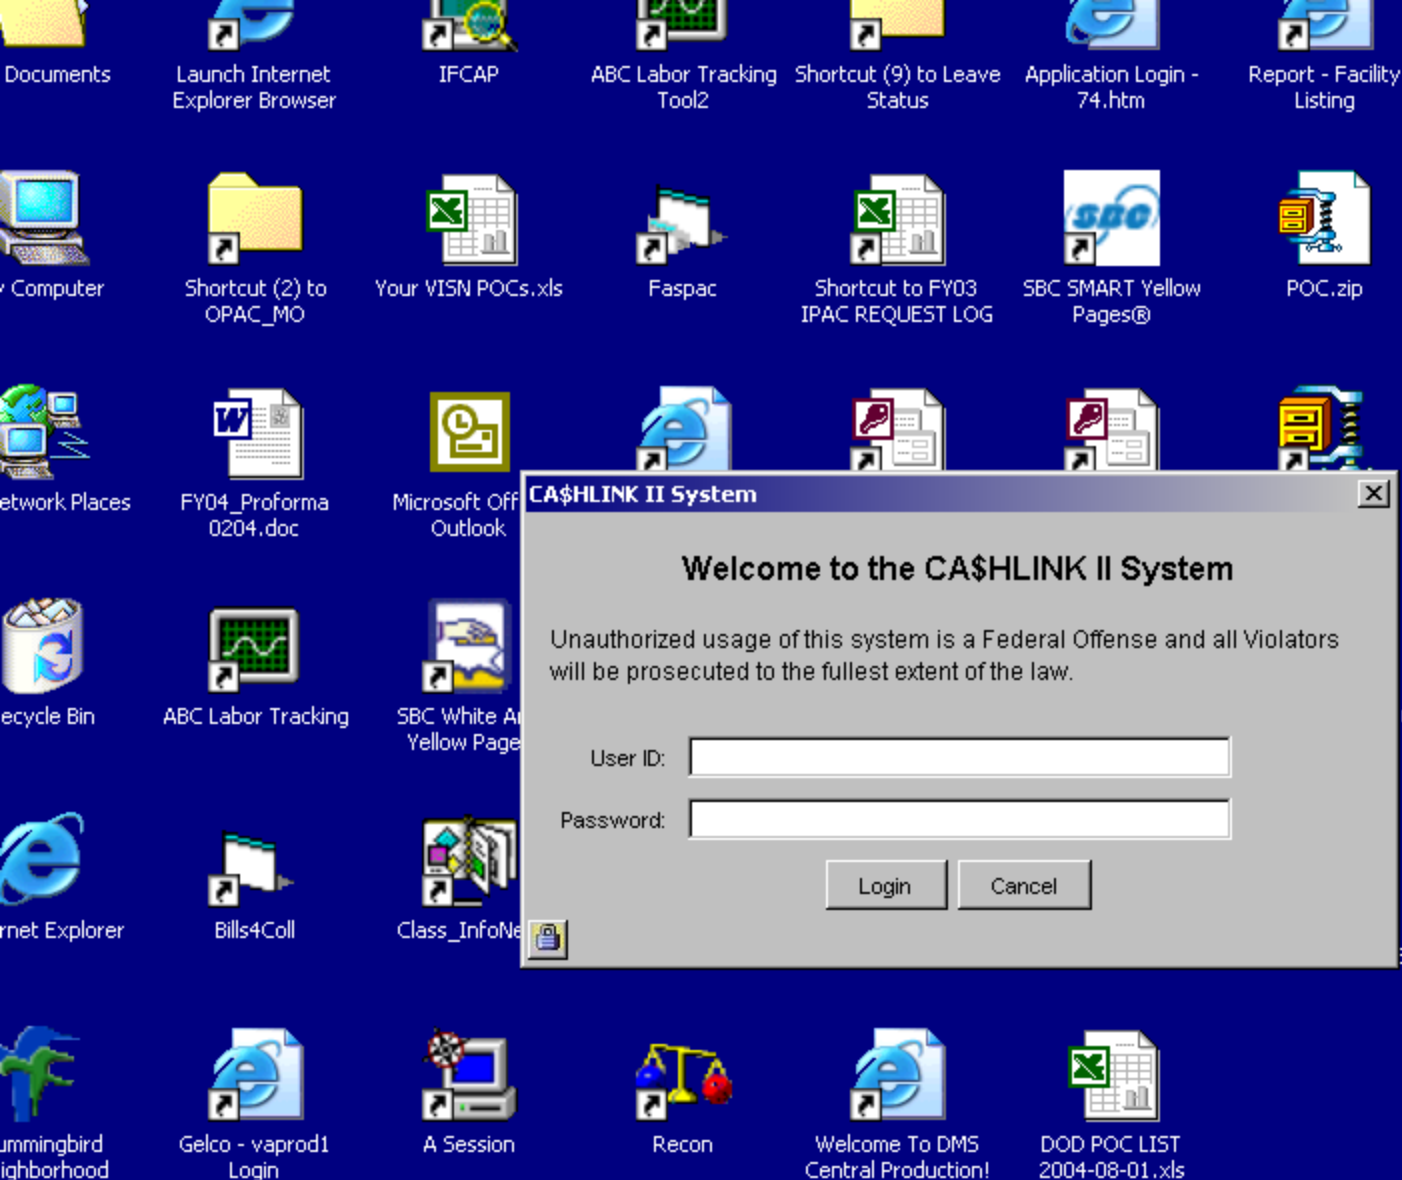 Documents
Launch Internet
Explorer Browser
IFCAP
ABC Labor Tracking
Tool2
Shortcut (9) to Leave
Status
Application Login -
74.htm
Report - Facility
Listing
Computer
Shortcut (2) to
OPAC_MO
Your VISN POCs.xls
Faspac
Shortcut to FY03
IPAC REQUEST LOG
SBC
SBC SMART Yellow
Pages®
POC.zip
etwork Places
FY04_Proforma
0204.doc
Microsoft Off
Outlook
ecycle Bin
ABC Labor Tracking
SBC White A
Yellow Page
rnet Explorer
Bills4Coll
Class_InfoNe
CA$HLINK II System
Welcome to the CA$HLINK II System
Unauthorized usage of this system is a Federal Offense and all Violators
will be prosecuted to the fullest extent of the law.
User ID:
Password:
Login
Cancel
ummingbird
ighborhood
Gelco - vaprod1
Login
A Session
Recon
Welcome To DMS
Central Production!
DOD POC LIST
2004-08-01.xls